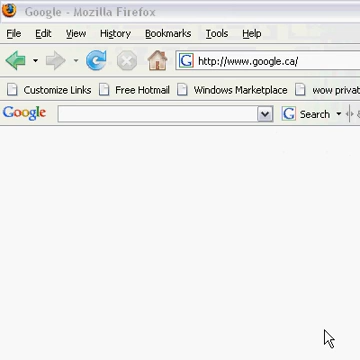 Google - Mozilla Firefox
File Edit View History Bookmarks Tools Help
G http://www.google.ca/
Customize Links Free Hotmail Windows Marketplace wow privat
Google G Search